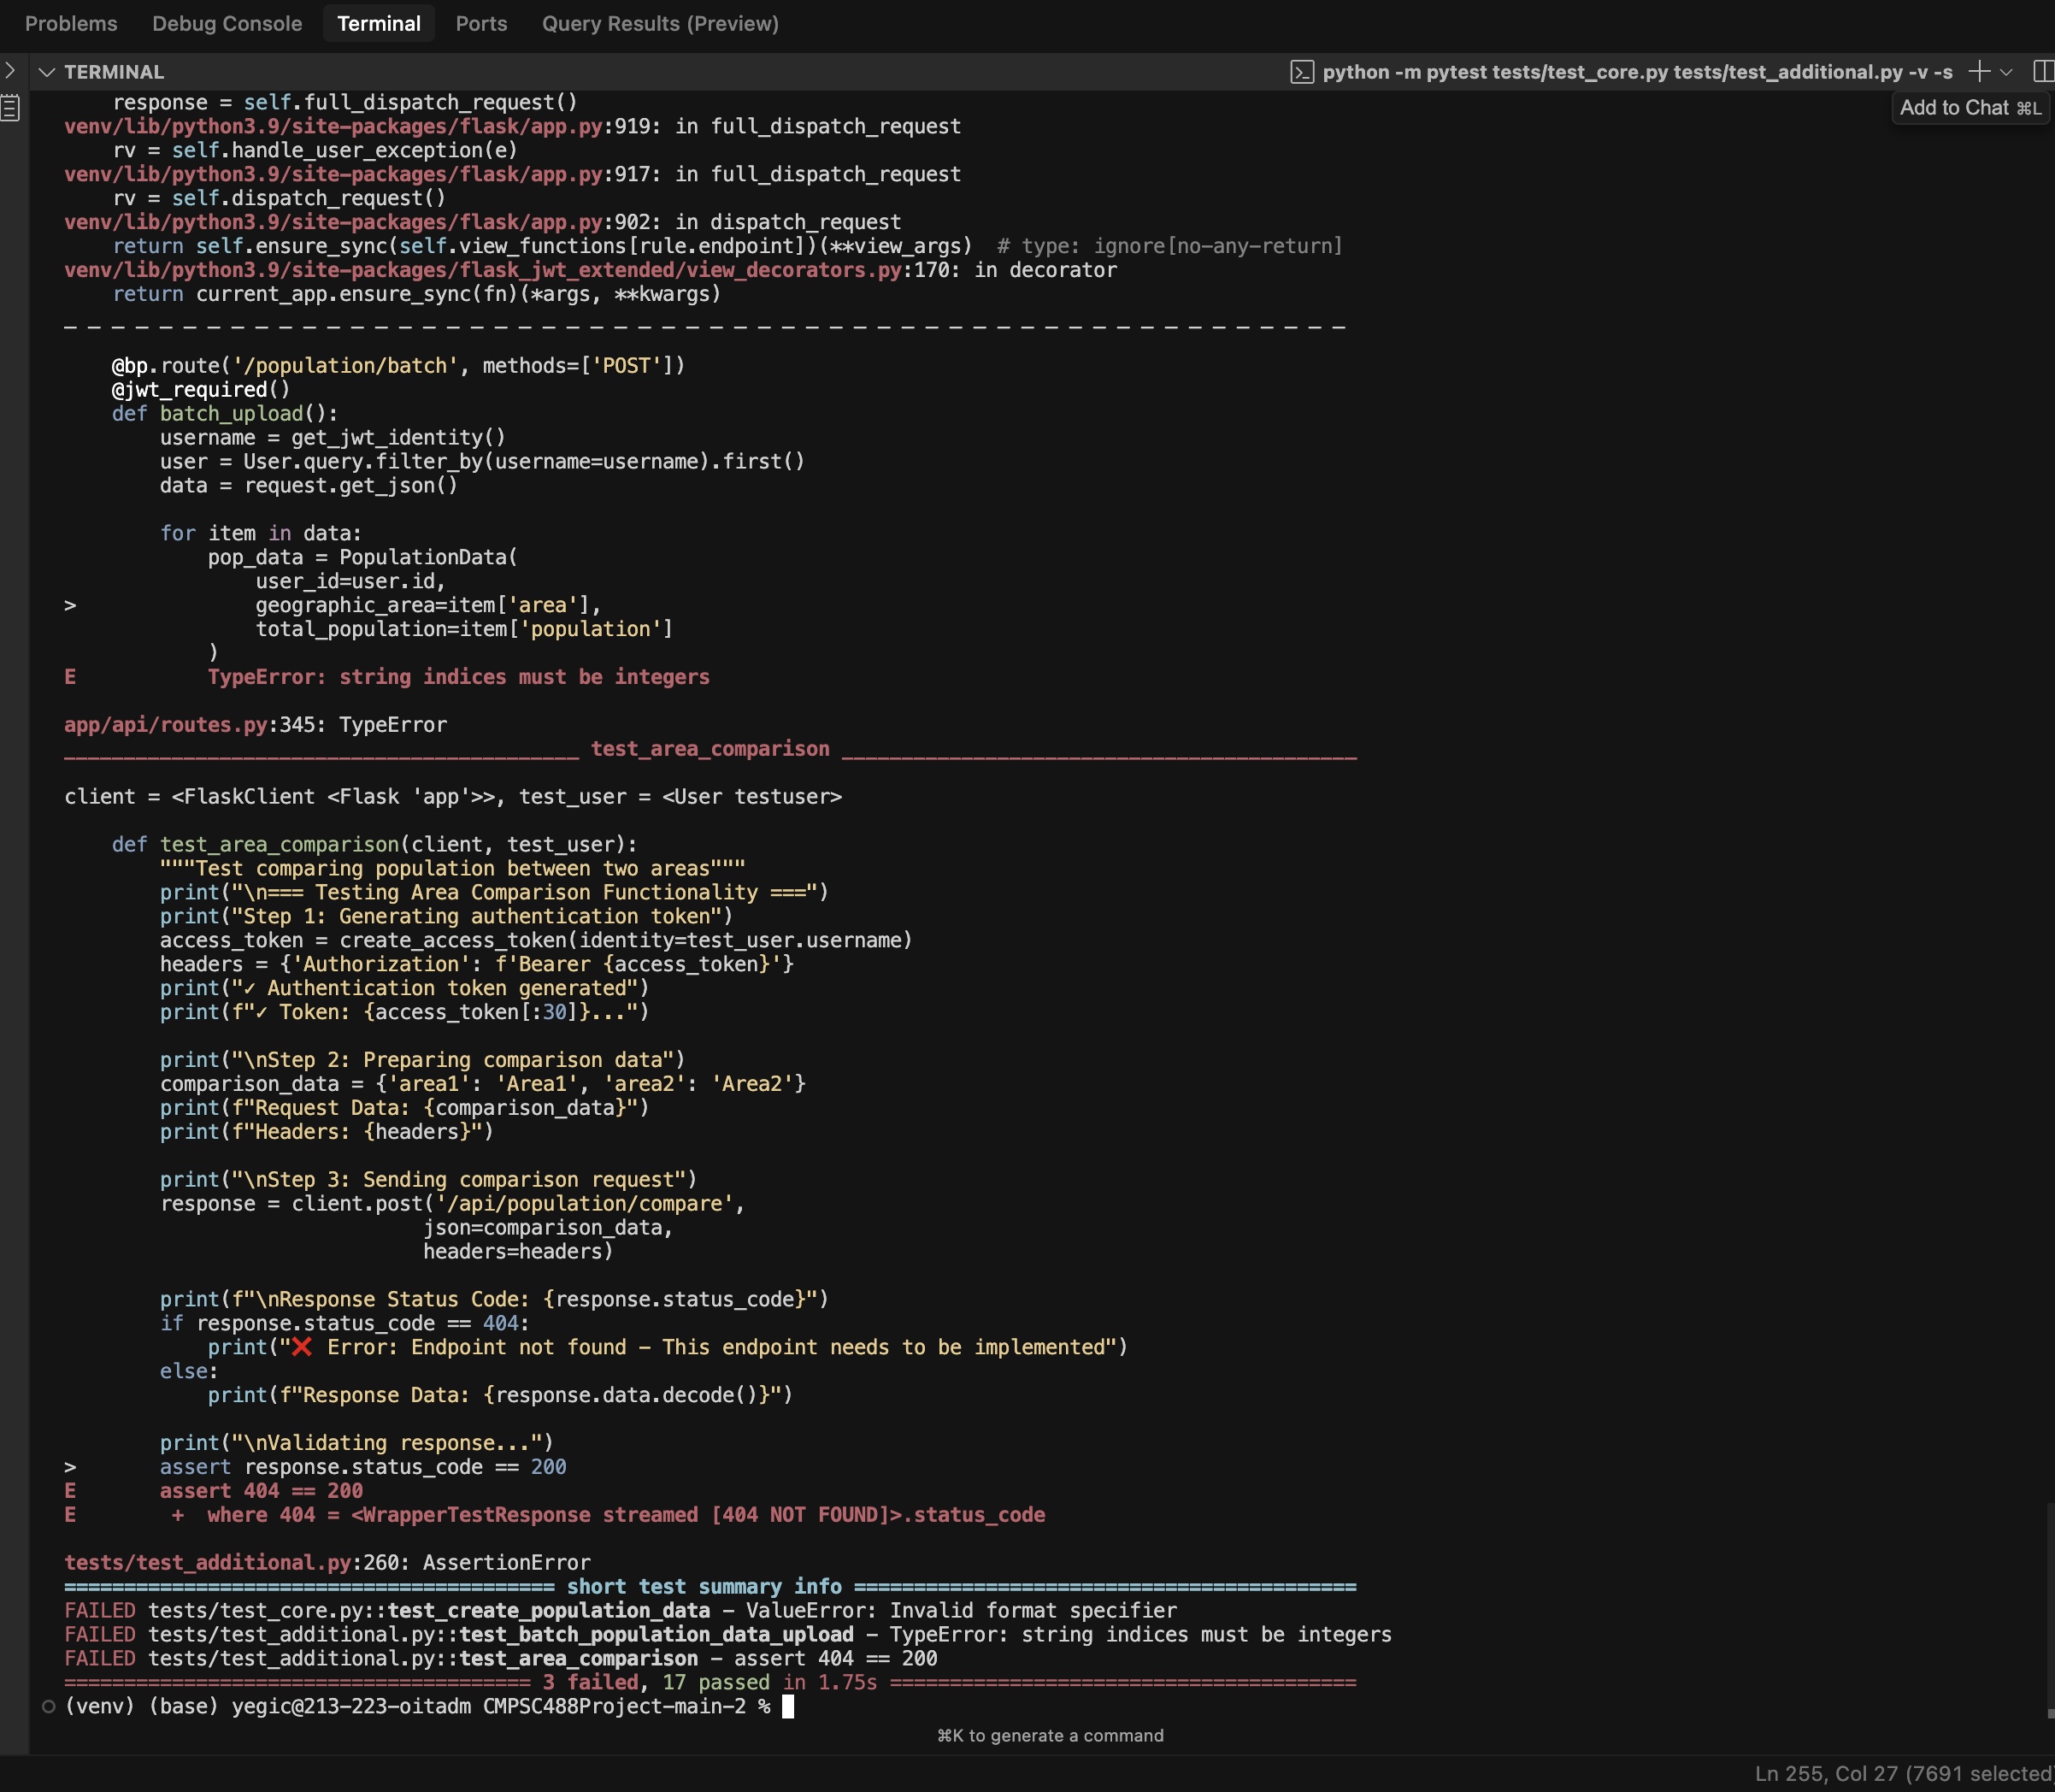 Problems Debug Console Terminal Ports Query Results (Preview)
TERMINAL python -m pytest tests/test_core.py tests/test_additional.py -v -s
Add to Chat ⌘L
    response = self.full_dispatch_request()
venv/lib/python3.9/site-packages/flask/app.py:919: in full_dispatch_request
    rv = self.handle_user_exception(e)
venv/lib/python3.9/site-packages/flask/app.py:917: in full_dispatch_request
    rv = self.dispatch_request()
venv/lib/python3.9/site-packages/flask/app.py:902: in dispatch_request
    return self.ensure_sync(self.view_functions[rule.endpoint])(**view_args)  # type: ignore[no-any-return]
venv/lib/python3.9/site-packages/flask_jwt_extended/view_decorators.py:170: in decorator
    return current_app.ensure_sync(fn)(*args, **kwargs)
_ _ _ _ _ _ _ _ _ _ _ _ _ _ _ _ _ _ _ _ _ _ _ _ _ _ _ _ _ _ _ _ _ _ _ _ _ _ _ _ _ _ _ _ _ _ _ _ _ _ _ _ _ _
    @bp.route('/population/batch', methods=['POST'])
    @jwt_required()
    def batch_upload():
        username = get_jwt_identity()
        user = User.query.filter_by(username=username).first()
        data = request.get_json()
        for item in data:
            pop_data = PopulationData(
                user_id=user.id,
>               geographic_area=item['area'],
                total_population=item['population']
            )
E           TypeError: string indices must be integers
app/api/routes.py:345: TypeError
___________________________________________ test_area_comparison ___________________________________________
client = <FlaskClient <Flask 'app'>>, test_user = <User testuser>
    def test_area_comparison(client, test_user):
        """Test comparing population between two areas"""
        print("\n=== Testing Area Comparison Functionality ===")
        print("Step 1: Generating authentication token")
        access_token = create_access_token(identity=test_user.username)
        headers = {'Authorization': f'Bearer {access_token}'}
        print("✓ Authentication token generated")
        print(f"✓ Token: {access_token[:30]}...")
        print("\nStep 2: Preparing comparison data")
        comparison_data = {'area1': 'Area1', 'area2': 'Area2'}
        print(f"Request Data: {comparison_data}")
        print(f"Headers: {headers}")
        print("\nStep 3: Sending comparison request")
        response = client.post('/api/population/compare',
                              json=comparison_data,
                              headers=headers)
        print(f"\nResponse Status Code: {response.status_code}")
        if response.status_code == 404:
            print("❌ Error: Endpoint not found - This endpoint needs to be implemented")
        else:
            print(f"Response Data: {response.data.decode()}")
        print("\nValidating response...")
>       assert response.status_code == 200
E       assert 404 == 200
E        +  where 404 = <WrapperTestResponse streamed [404 NOT FOUND]>.status_code
tests/test_additional.py:260: AssertionError
========================================= short test summary info ==========================================
FAILED tests/test_core.py::test_create_population_data - ValueError: Invalid format specifier
FAILED tests/test_additional.py::test_batch_population_data_upload - TypeError: string indices must be integers
FAILED tests/test_additional.py::test_area_comparison - assert 404 == 200
======================================= 3 failed, 17 passed in 1.75s =======================================
(venv) (base) yegic@213-223-oitadm CMPSC488Project-main-2 %
⌘K to generate a command
Ln 255, Col 27 (7691 selected)